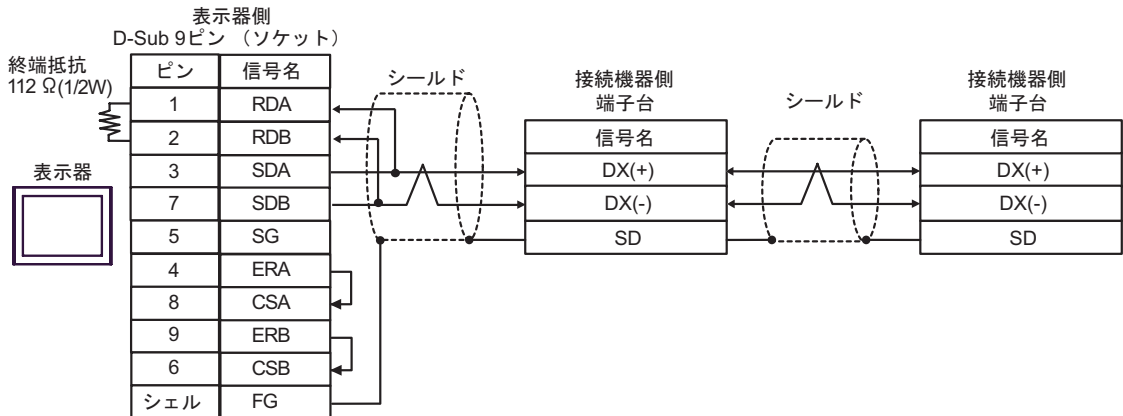 表示器側
D-Sub 9ピン （ソケット）
終端抵抗
112 Ω(1/2W)
表示器
ピン 信号名
1 RDA
2 RDB
3 SDA
7 SDB
5 SG
4 ERA
8 CSA
9 ERB
6 CSB
シェル FG
シールド
接続機器側
端子台
信号名
DX(+)
DX(-)
SD
シールド
接続機器側
端子台
信号名
DX(+)
DX(-)
SD